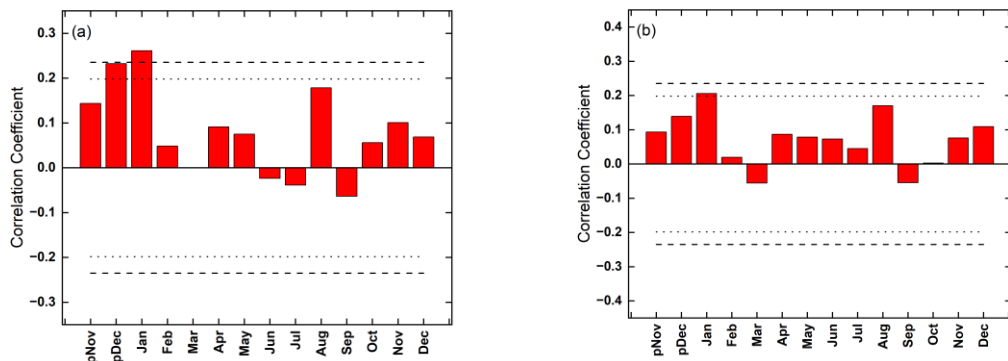 (a)
Correlation Coefficient
0.3
0.2
0.1
0.0
−0.1
−0.2
−0.3
pNov
pDec
Jan
Feb
Mar
Apr
May
Jun
Jul
Aug
Sep
Oct
Nov
Dec
(b)
Correlation Coefficient
0.4
0.3
0.2
0.1
0.0
−0.1
−0.2
−0.3
−0.4
pNov
pDec
Jan
Feb
Mar
Apr
May
Jun
Jul
Aug
Sep
Oct
Nov
Dec